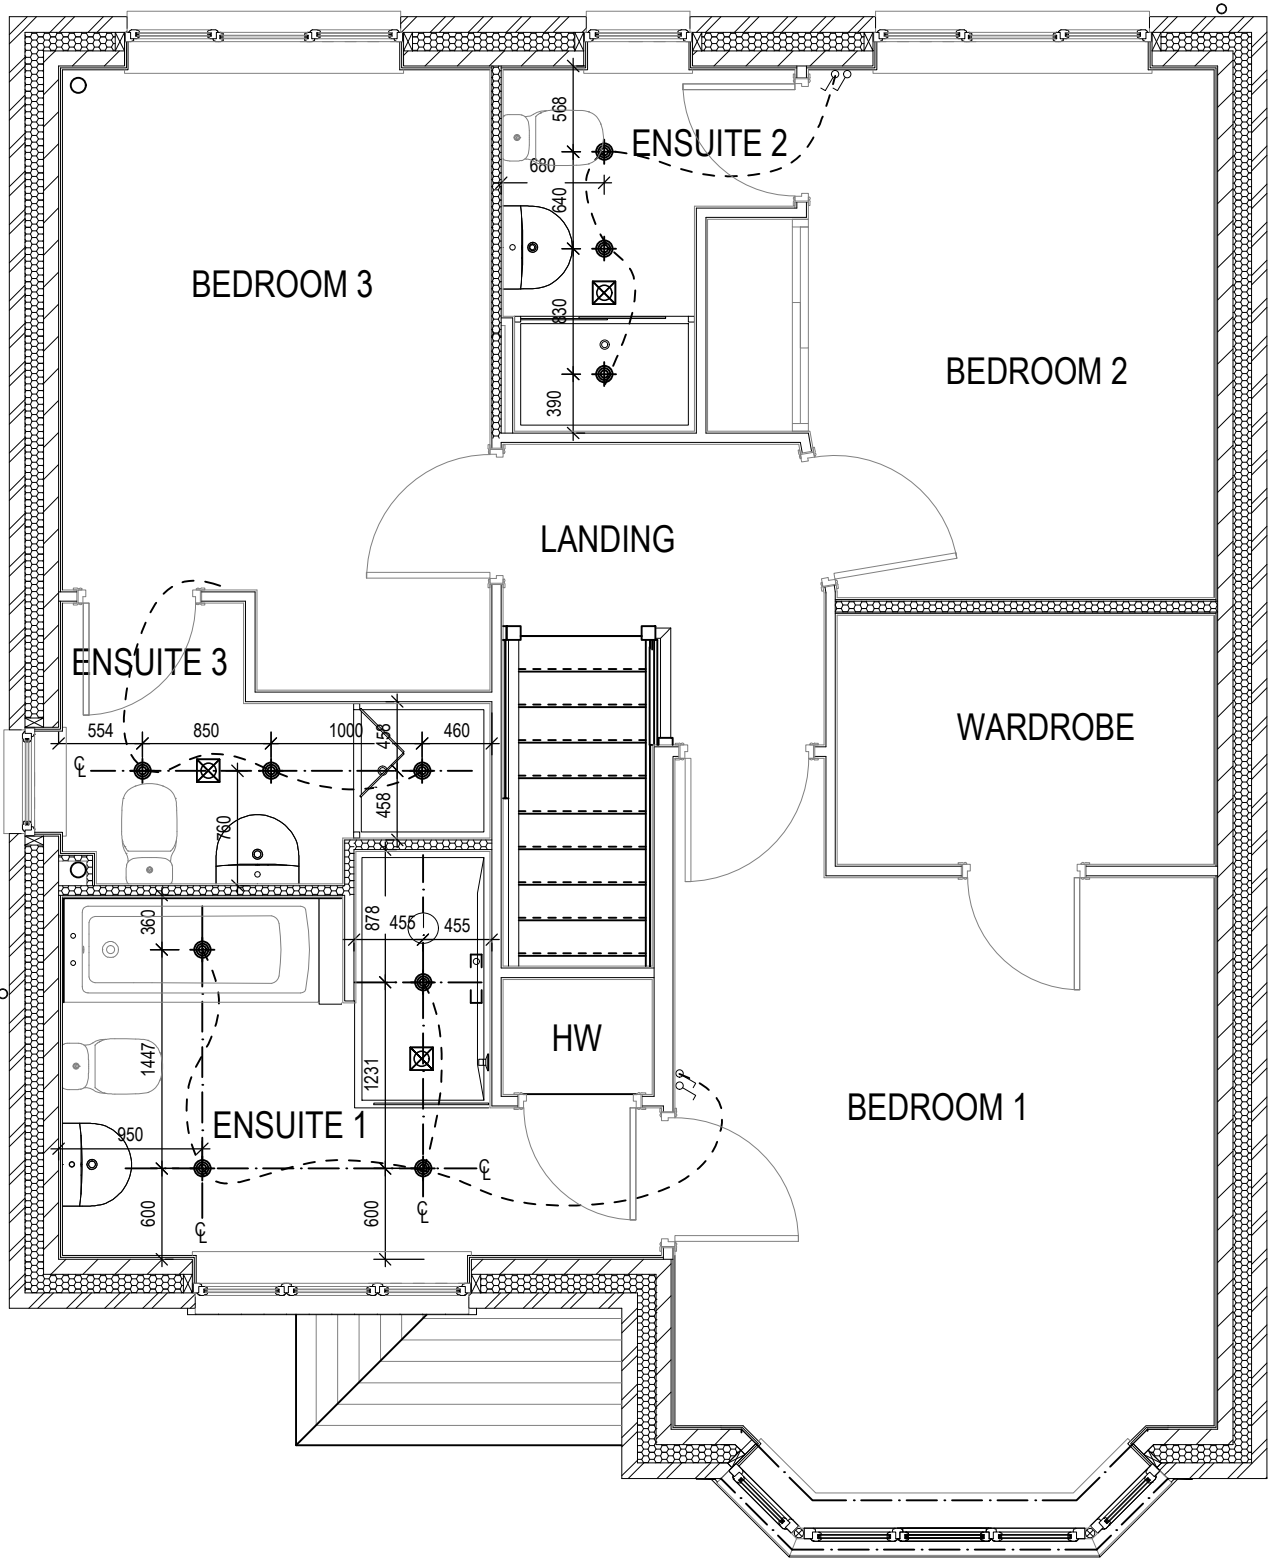 568
ENSUITE 2
680
640
BEDROOM 3
830
BEDROOM 2
390
LANDING
ENSUITE 3
554
850
1000
458
460
WARDROBE
℄
458
760
360
878
455
455
HW
1447
1231
BEDROOM 1
950
ENSUITE 1
℄
600
℄
600
℄